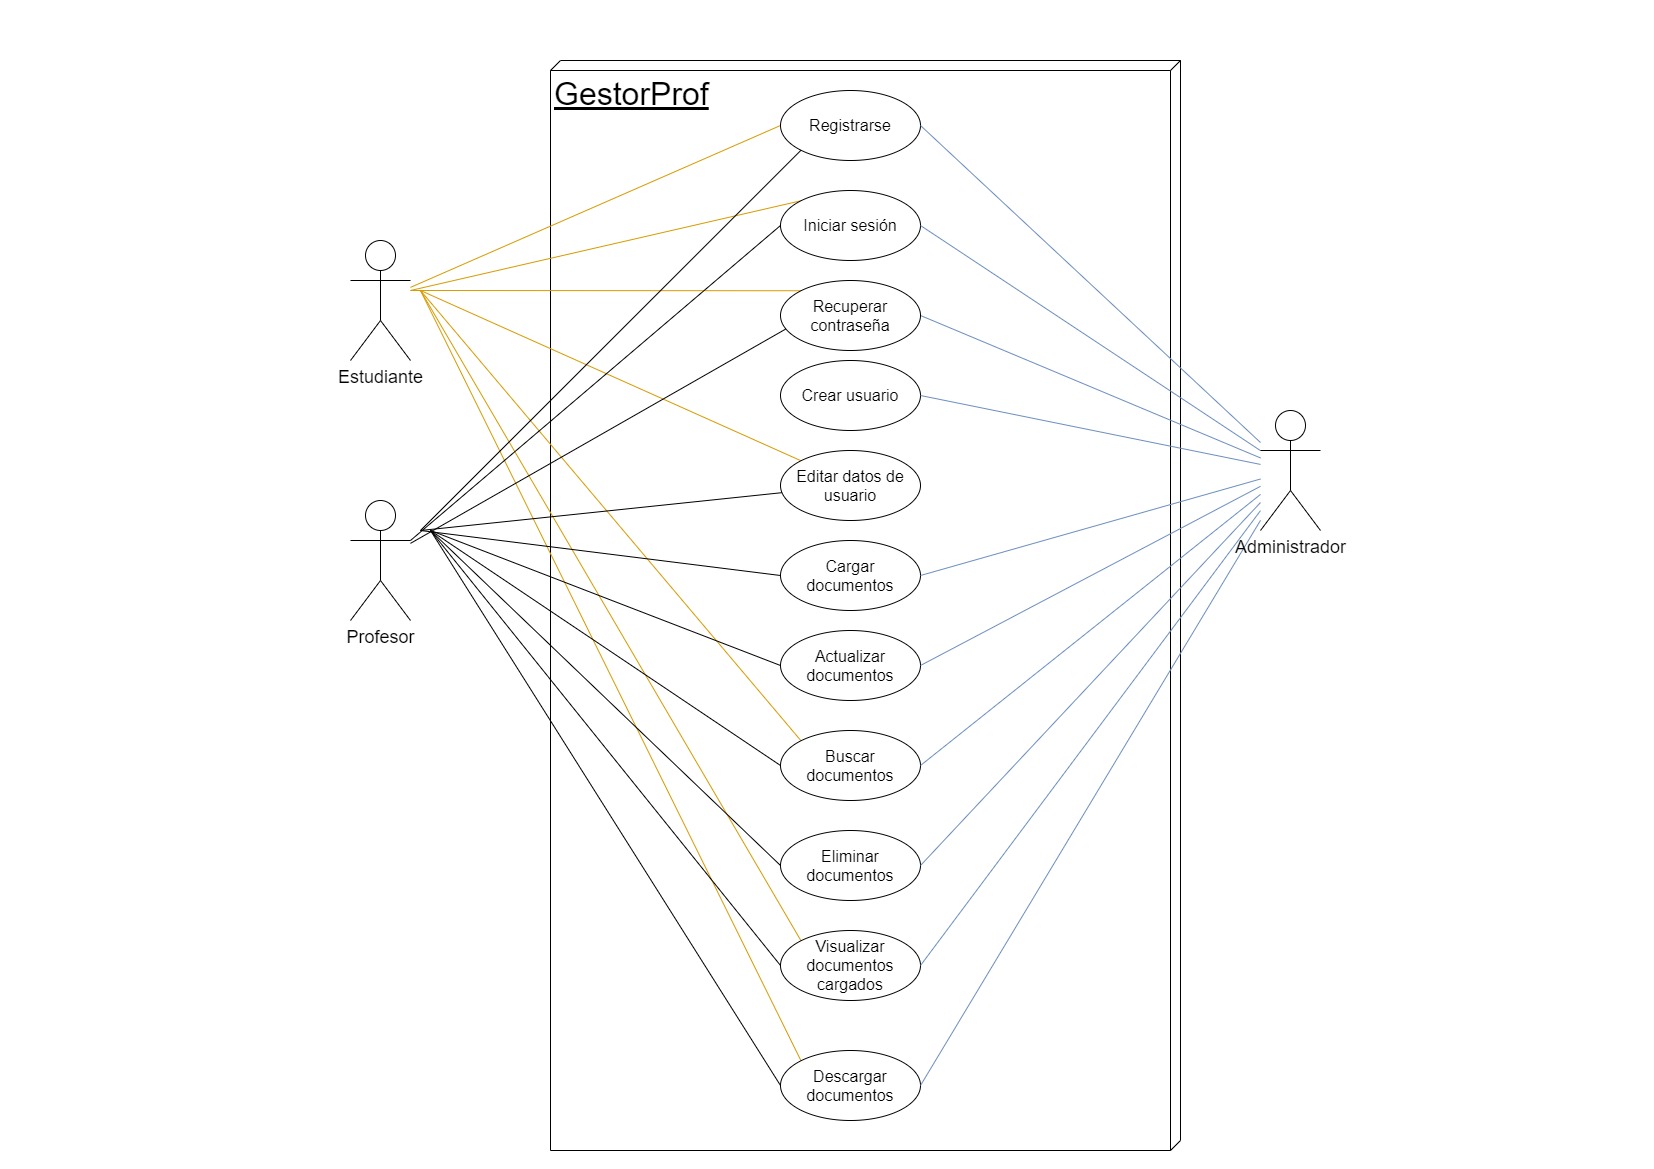 GestorProf
Registrarse
Iniciar sesión
Recuperar
contraseña
Estudiante
Crear usuario
Editar datos de
usuario
Administrador
Cargar
documentos
Profesor
Actualizar
documentos
Buscar
documentos
Eliminar
documentos
Visualizar
documentos
cargados
Descargar
documentos